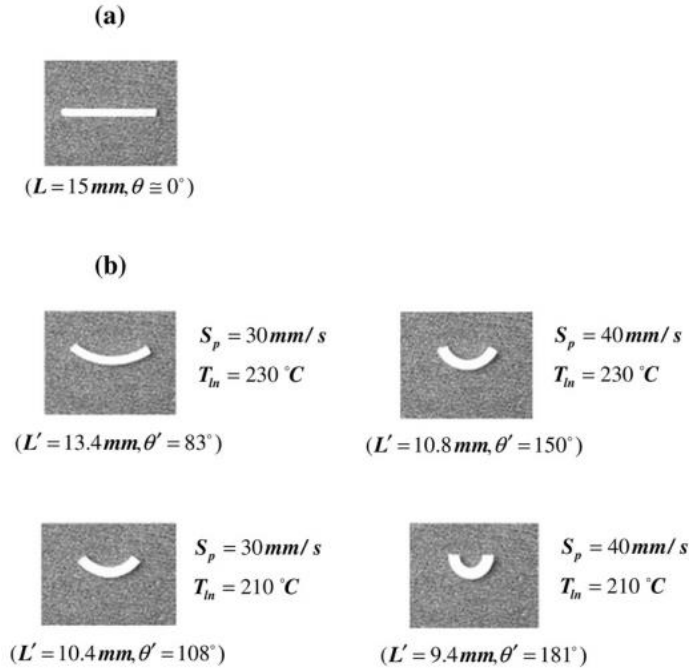 (a)
(L = 15 mm, θ ≅ 0°)
(b)
S_p = 30 mm/s
T_ln = 230 °C
(L′ = 13.4 mm, θ′ = 83°)
S_p = 40 mm/s
T_ln = 230 °C
(L′ = 10.8 mm, θ′ = 150°)
S_p = 30 mm/s
T_ln = 210 °C
(L′ = 10.4 mm, θ′ = 108°)
S_p = 40 mm/s
T_ln = 210 °C
(L′ = 9.4 mm, θ′ = 181°)